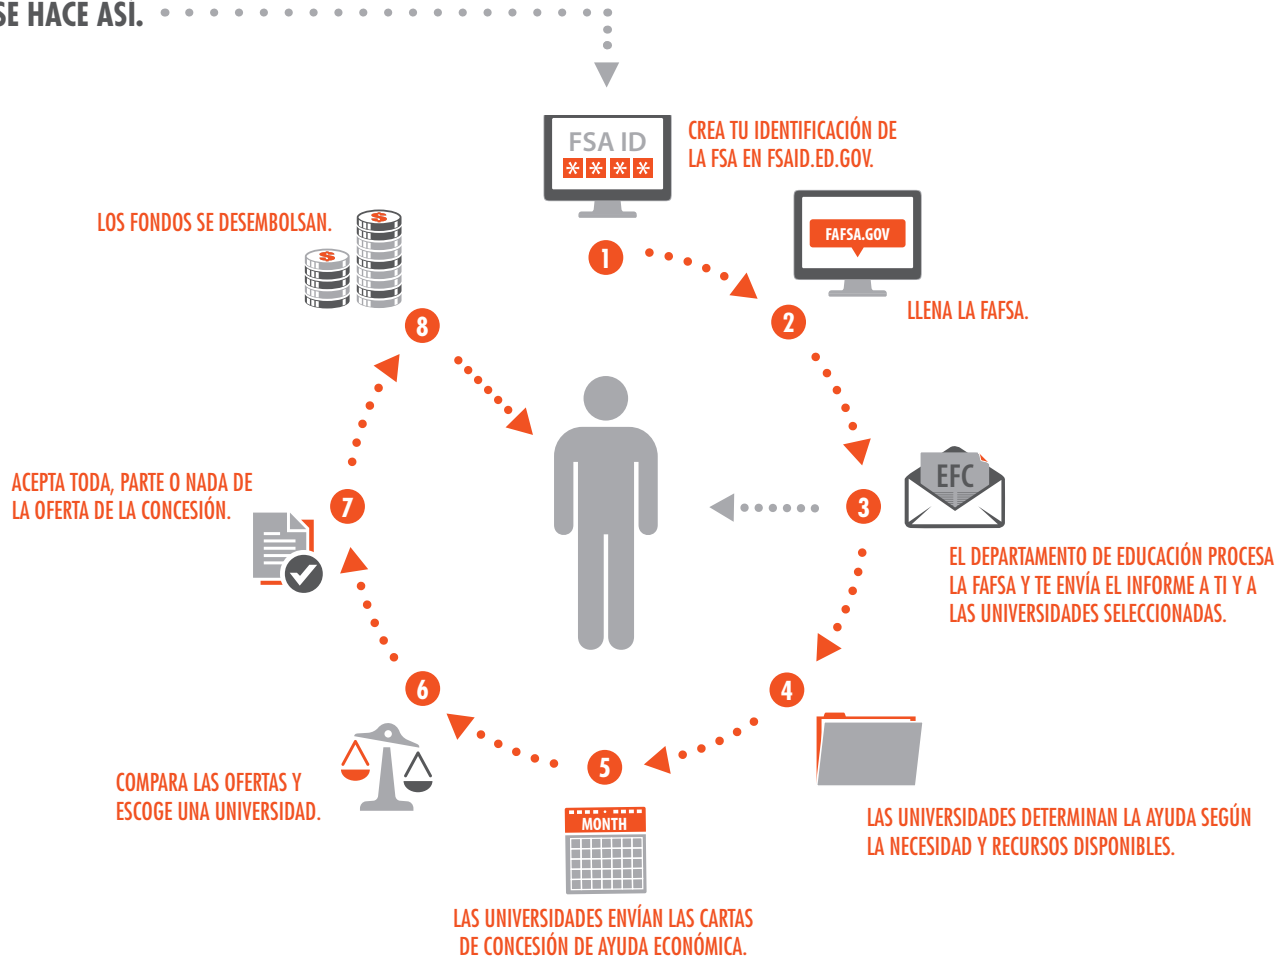 SE HACE ASÍ.
FSA ID
****
CREA TU IDENTIFICACIÓN DE
LA FSA EN FSAID.ED.GOV.
1
FAFSA.GOV
LLENA LA FAFSA.
2
EFC
3
EL DEPARTAMENTO DE EDUCACIÓN PROCESA
LA FAFSA Y TE ENVÍA EL INFORME A TI Y A
LAS UNIVERSIDADES SELECCIONADAS.
4
LAS UNIVERSIDADES DETERMINAN LA AYUDA SEGÚN
LA NECESIDAD Y RECURSOS DISPONIBLES.
5
MONTH
LAS UNIVERSIDADES ENVÍAN LAS CARTAS
DE CONCESIÓN DE AYUDA ECONÓMICA.
6
COMPARA LAS OFERTAS Y
ESCOGE UNA UNIVERSIDAD.
7
ACEPTA TODA, PARTE O NADA DE
LA OFERTA DE LA CONCESIÓN.
8
LOS FONDOS SE DESEMBOLSAN.
$
$